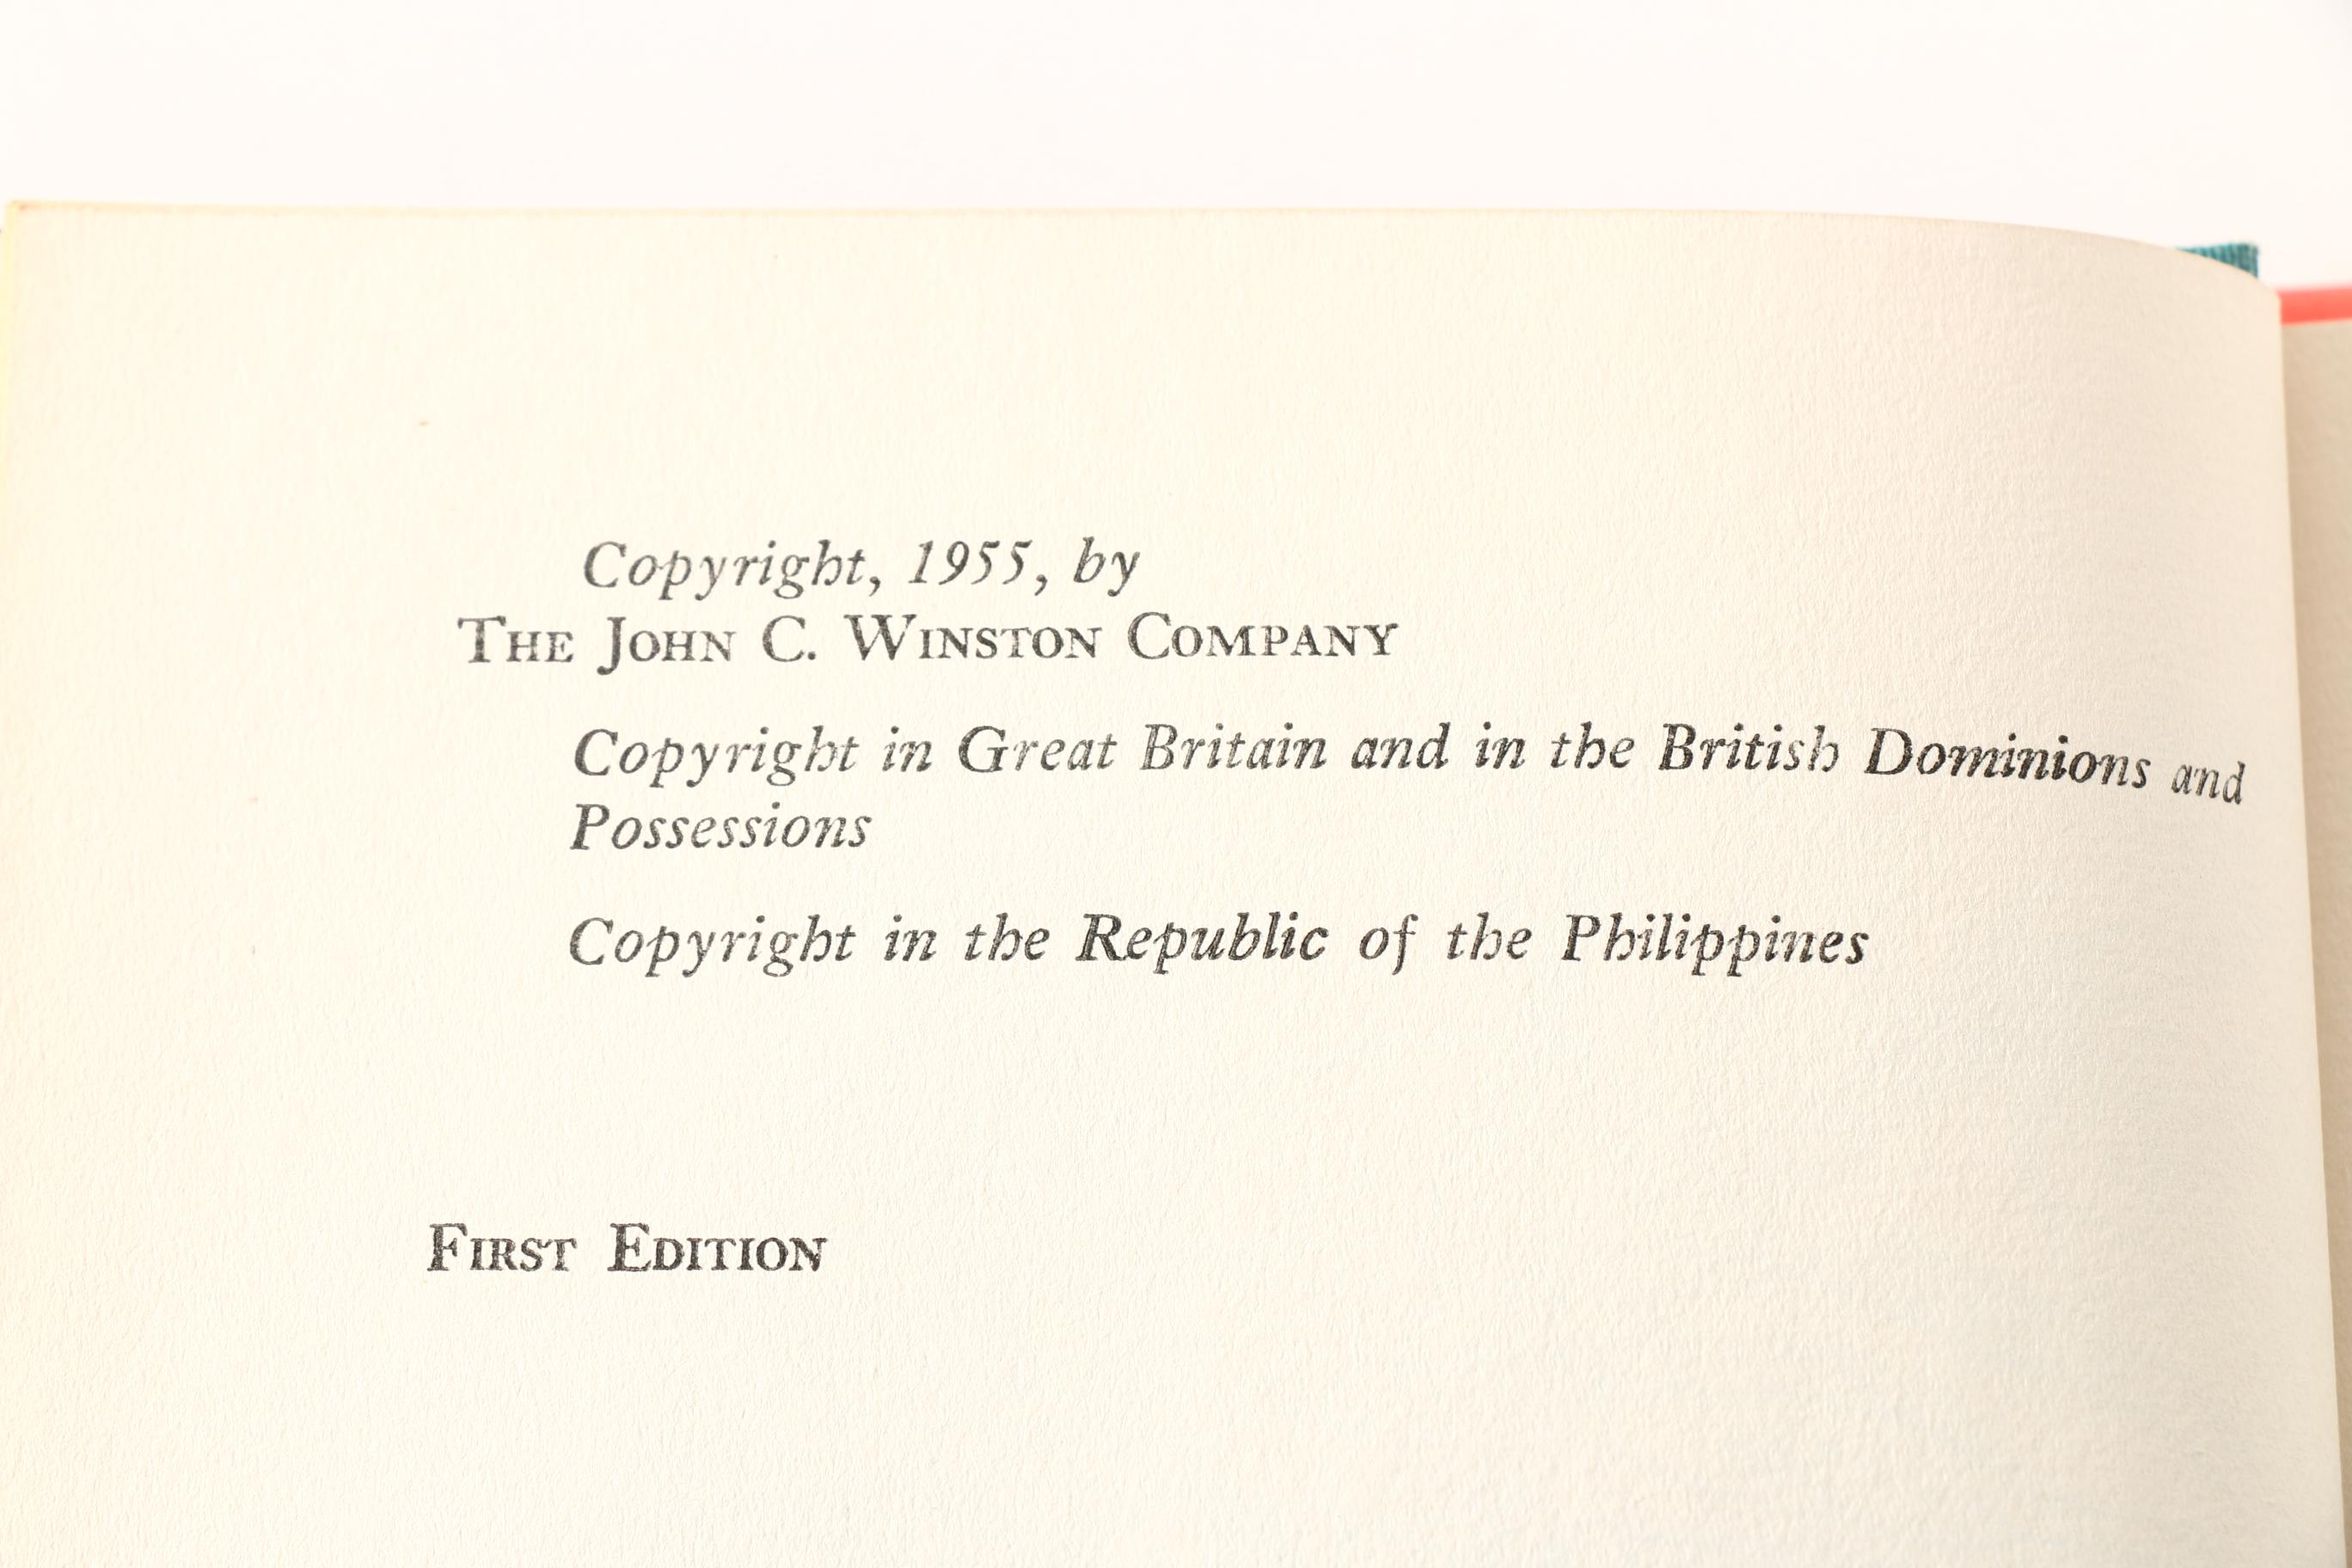 Copyright, 1955, by
THE JOHN C. WINSTON COMPANY
Copyright in Great Britain and in the British Dominions and
Possessions
Copyright in the Republic of the Philippines
FIRST EDITION